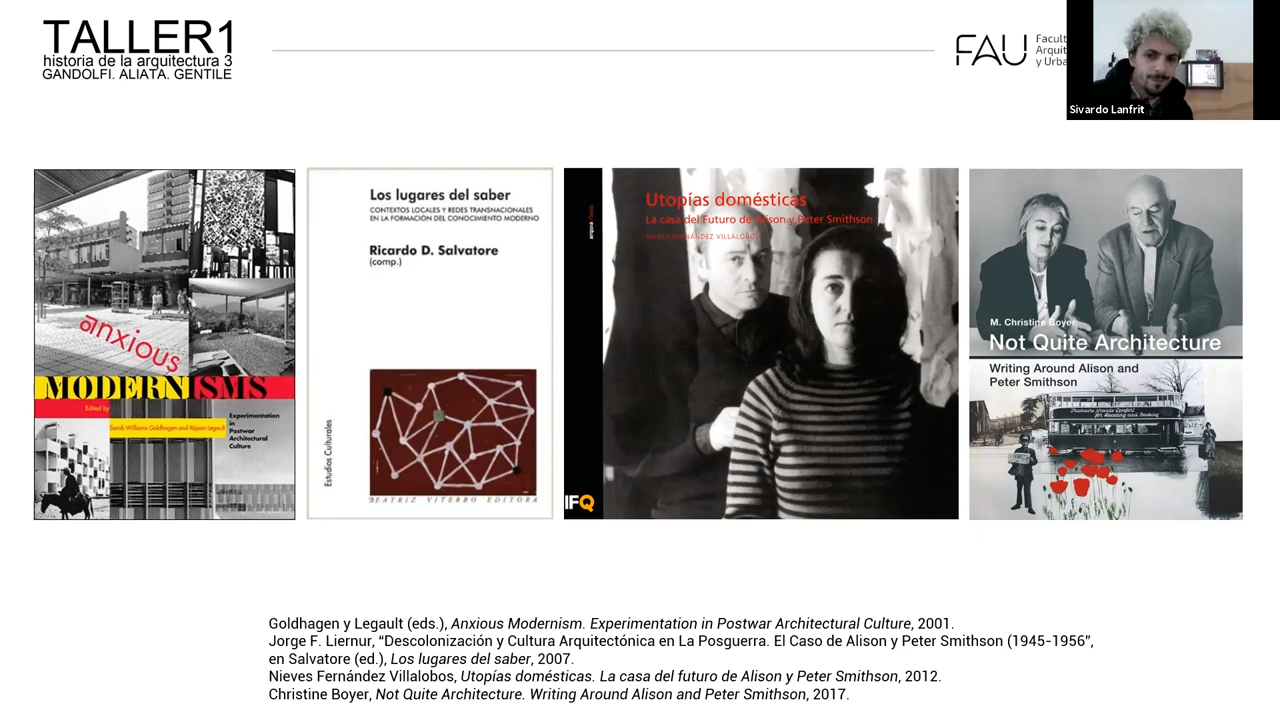 TALLER1
historia de la arquitectura 3
GANDOLFI. ALIATA. GENTILE
FAU
Facult
Arquit
y Urba
Sivardo Lanfrit
anxious
MODERNISMS
Edited by
Sarah Williams Goldhagen and Réjean Legault
Experimentation
in
Postwar
Architectural
Culture
Los lugares del saber
CONTEXTOS LOCALES Y REDES TRANSNACIONALES
EN LA FORMACIÓN DEL CONOCIMIENTO MODERNO
Ricardo D. Salvatore
(comp.)
Estudios Culturales
BEATRIZ VITERBO EDITORA
Utopías domésticas
La casa del Futuro de Alison y Peter Smithson
NIEVES FERNÁNDEZ VILLALOBOS
IFQ
M. Christine Boyer
Not Quite Architecture
Writing Around Alison and
Peter Smithson
Goldhagen y Legault (eds.), Anxious Modernism. Experimentation in Postwar Architectural Culture, 2001.
Jorge F. Liernur, “Descolonización y Cultura Arquitectónica en La Posguerra. El Caso de Alison y Peter Smithson (1945-1956”,
en Salvatore (ed.), Los lugares del saber, 2007.
Nieves Fernández Villalobos, Utopías domésticas. La casa del futuro de Alison y Peter Smithson, 2012.
Christine Boyer, Not Quite Architecture. Writing Around Alison and Peter Smithson, 2017.